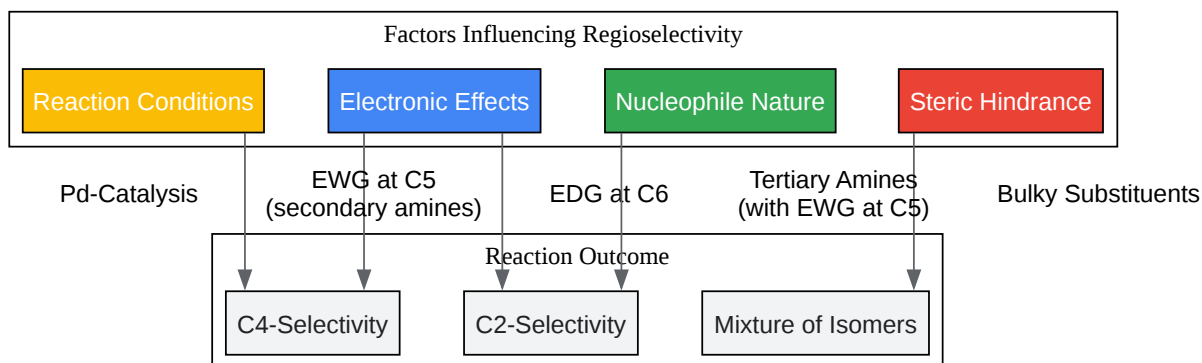 Factors Influencing Regioselectivity
Reaction Conditions
Electronic Effects
Nucleophile Nature
Steric Hindrance
Pd-Catalysis
EWG at C5
(secondary amines)
EDG at C6
Tertiary Amines
(with EWG at C5)
Bulky Substituents
Reaction Outcome
C4-Selectivity
C2-Selectivity
Mixture of Isomers